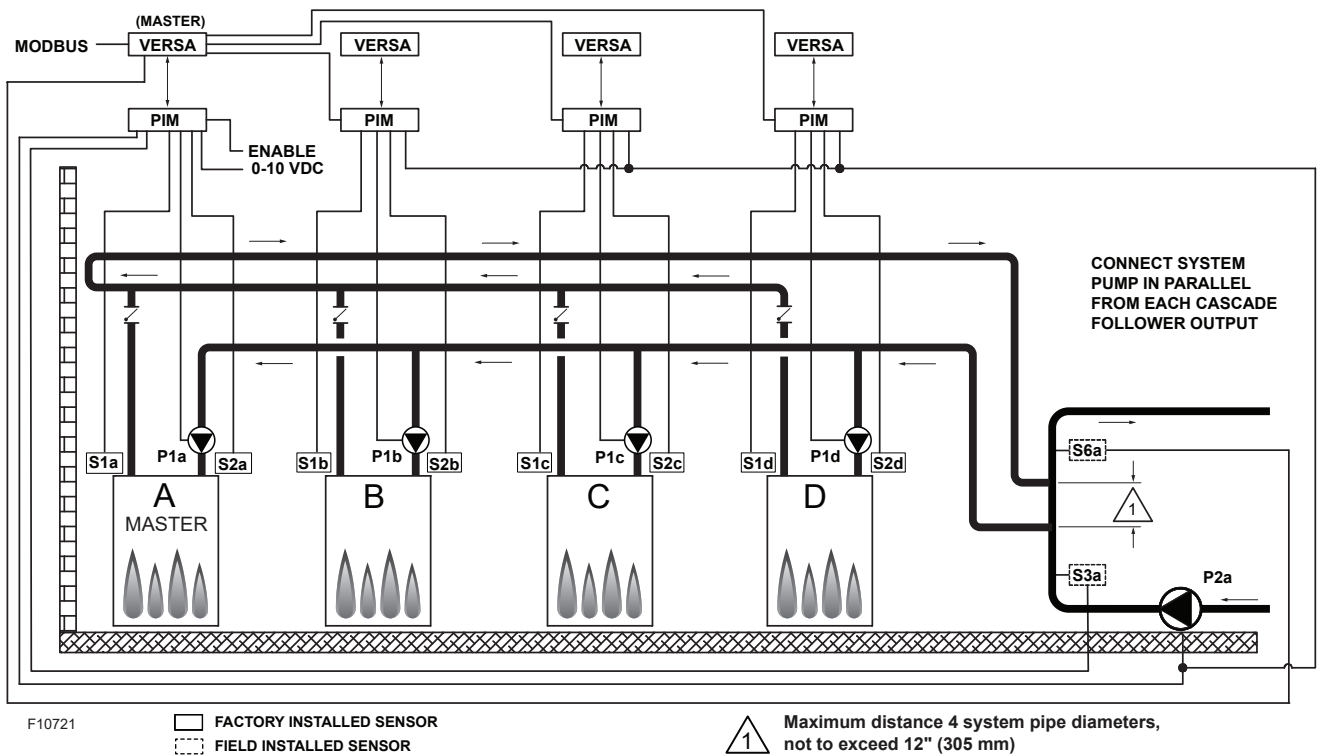 (MASTER)
MODBUS
VERSA
VERSA
VERSA
VERSA
PIM
PIM
PIM
PIM
ENABLE
0-10 VDC
CONNECT SYSTEM
PUMP IN PARALLEL
FROM EACH CASCADE
FOLLOWER OUTPUT
S1a
P1a
S2a
S1b
P1b
S2b
S1c
P1c
S2c
S1d
P1d
S2d
S6a
A
MASTER
B
C
D
1
S3a
P2a
F10721
FACTORY INSTALLED SENSOR
FIELD INSTALLED SENSOR
1
Maximum distance 4 system pipe diameters,
not to exceed 12" (305 mm)